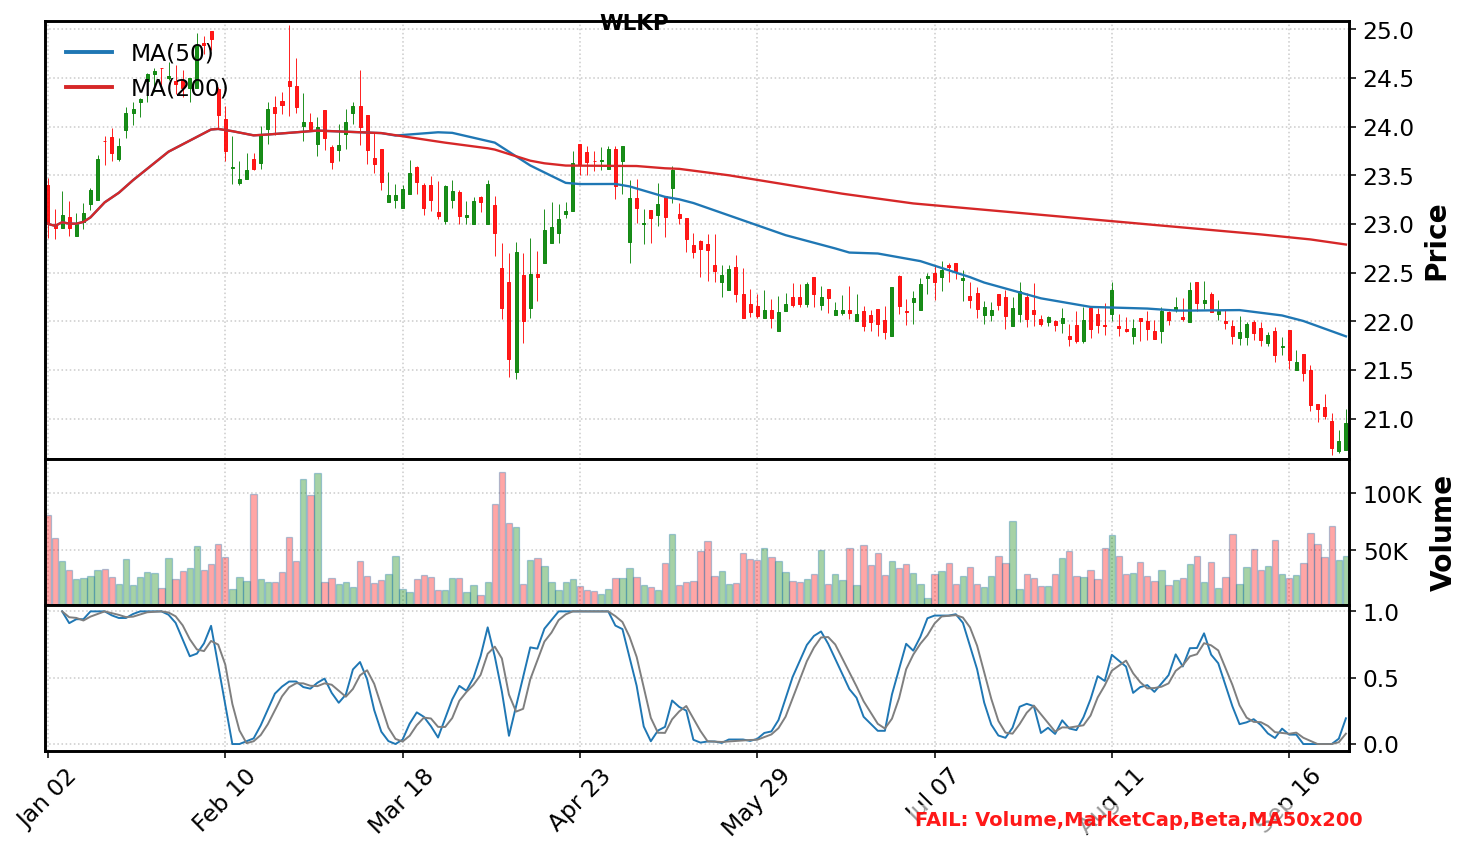 WLKP
MA(50)
MA(200)
25.0
24.5
24.0
23.5
23.0
22.5
22.0
21.5
21.0
Price
100K
50K
Volume
1.0
0.5
0.0
Jan 02
Feb 10
Mar 18
Apr 23
May 29
Jul 07
Aug 11
Sep 16
FAIL: Volume,MarketCap,Beta,MA50x200